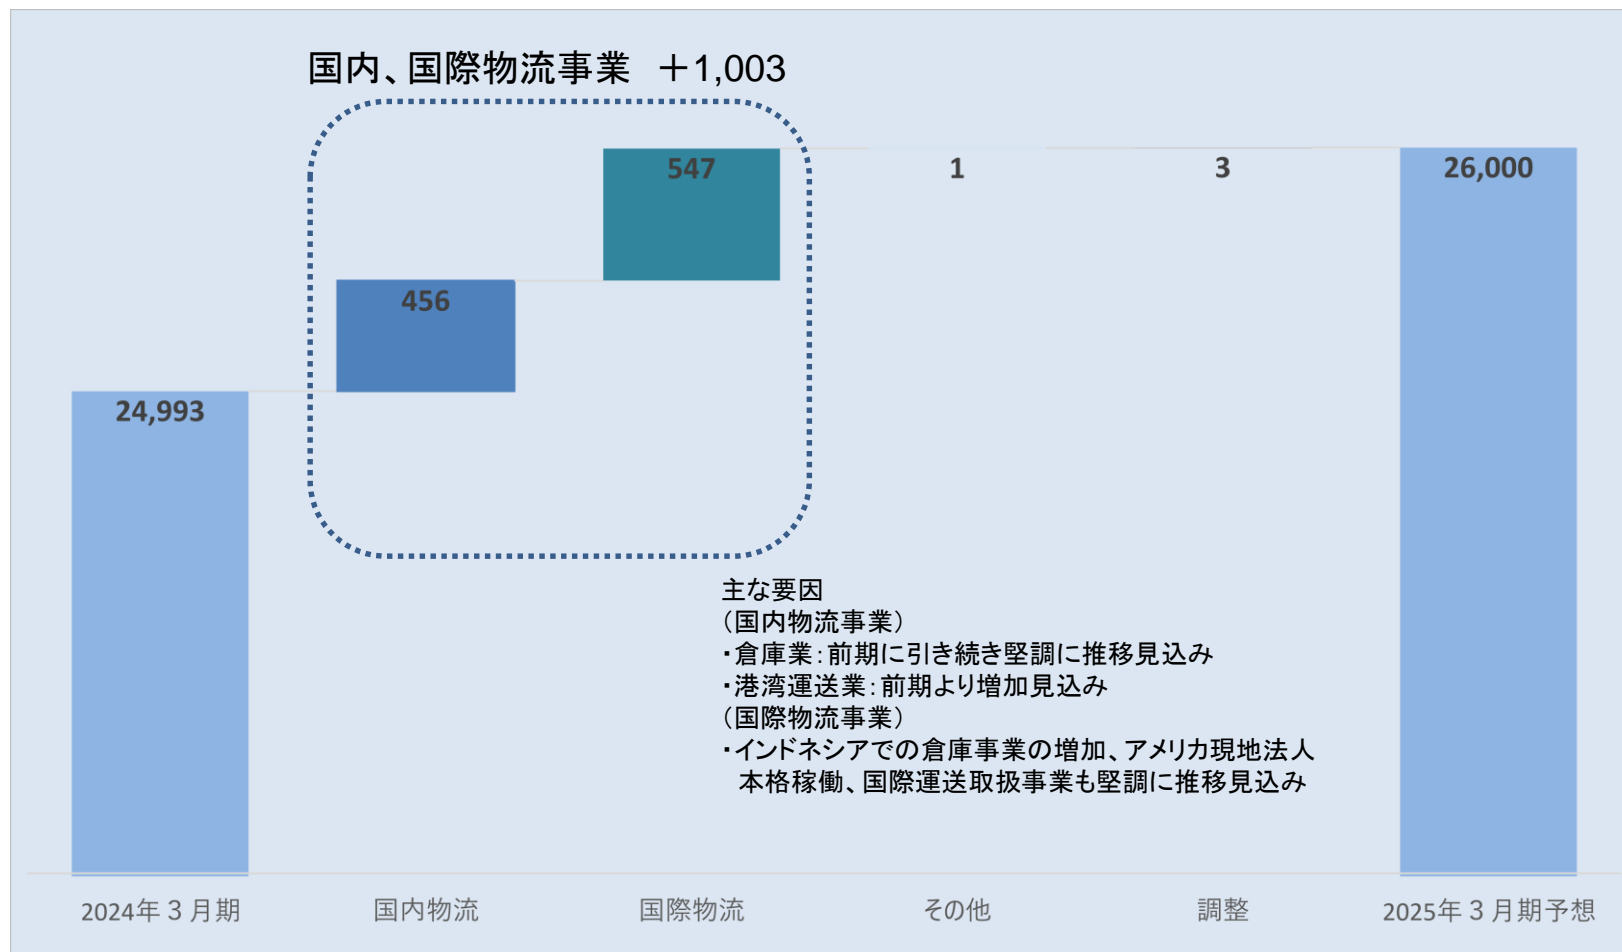 国内、国際物流事業　＋1,003
547
1
3
26,000
456
24,993
主な要因
（国内物流事業）
・倉庫業：前期に引き続き堅調に推移見込み
・港湾運送業：前期より増加見込み
（国際物流事業）
・インドネシアでの倉庫事業の増加、アメリカ現地法人
本格稼働、国際運送取扱事業も堅調に推移見込み
2024年３月期
国内物流
国際物流
その他
調整
2025年３月期予想